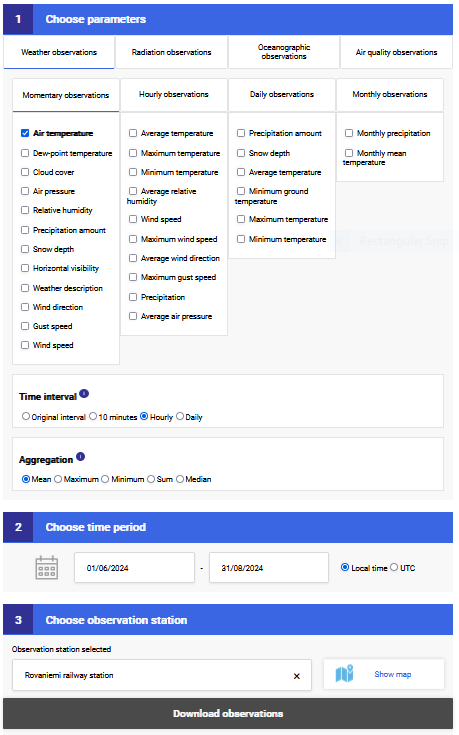 1 Choose parameters
Weather observations
Radiation observations
Oceanographic
observations
Air quality observations
Momentary observations
Hourly observations
Daily observations
Monthly observations
Air temperature
Dew-point temperature
Cloud cover
Air pressure
Relative humidity
Precipitation amount
Snow depth
Horizontal visibility
Weather description
Wind direction
Gust speed
Wind speed
Average temperature
Maximum temperature
Minimum temperature
Average relative
humidity
Wind speed
Maximum wind speed
Average wind direction
Maximum gust speed
Precipitation
Average air pressure
Precipitation amount
Snow depth
Average temperature
Minimum ground
temperature
Maximum temperature
Minimum temperature
Monthly precipitation
Monthly mean
temperature
Rectangular Snip
Time interval i
Original interval 10 minutes Hourly Daily
Aggregation i
Mean Maximum Minimum Sum Median
2 Choose time period
01/06/2024 - 31/08/2024 Local time UTC
3 Choose observation station
Observation station selected
Rovaniemi railway station × Show map
Download observations